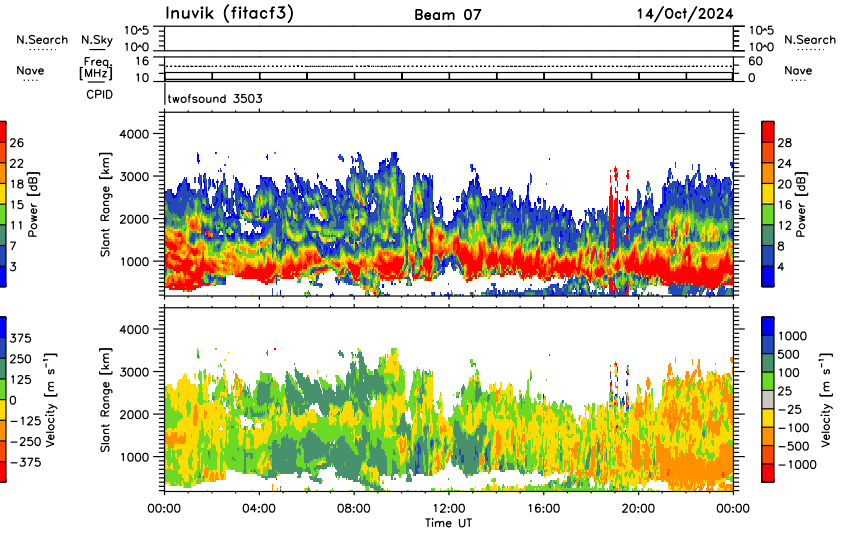 Inuvik (fitacf3) Beam 07 14/Oct/2024
N.Search N.Sky 10^5 10^0 10^5 10^0 N.Search
Nave Freq. [MHz] 16 10 60 0 Nave
CPID twofsound 3503
26 22 18 15 11 7 3 Power [dB]
Slant Range [km] 4000 3000 2000 1000
28 24 20 16 12 8 4 Power [dB]
375 250 125 0 −125 −250 −375 Velocity [m s⁻¹]
Slant Range [km] 4000 3000 2000 1000
1000 500 100 25 −25 −100 −500 −1000 Velocity [m s⁻¹]
00:00 04:00 08:00 12:00 16:00 20:00 00:00
Time UT